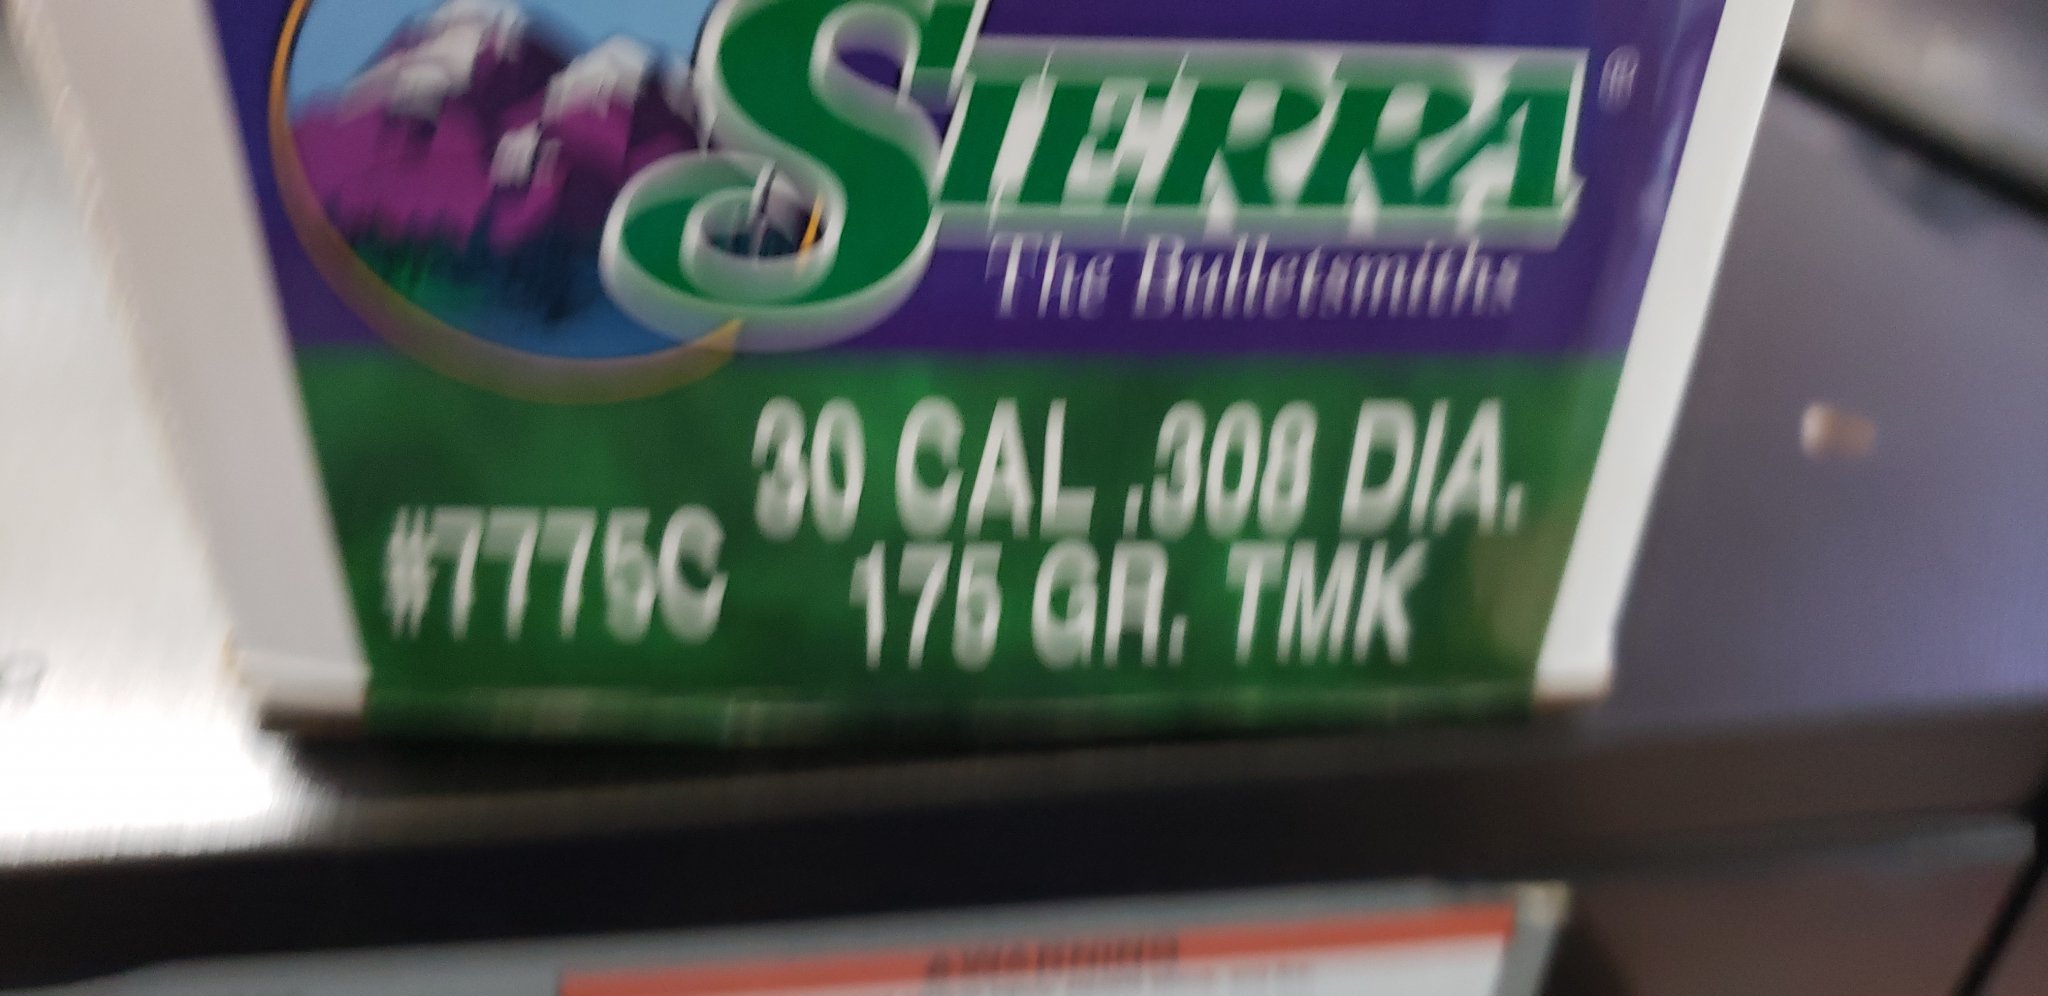 SIERRA®
The Bulletsmiths
30 CAL .308 DIA.
#7775C 175 GR. TMK